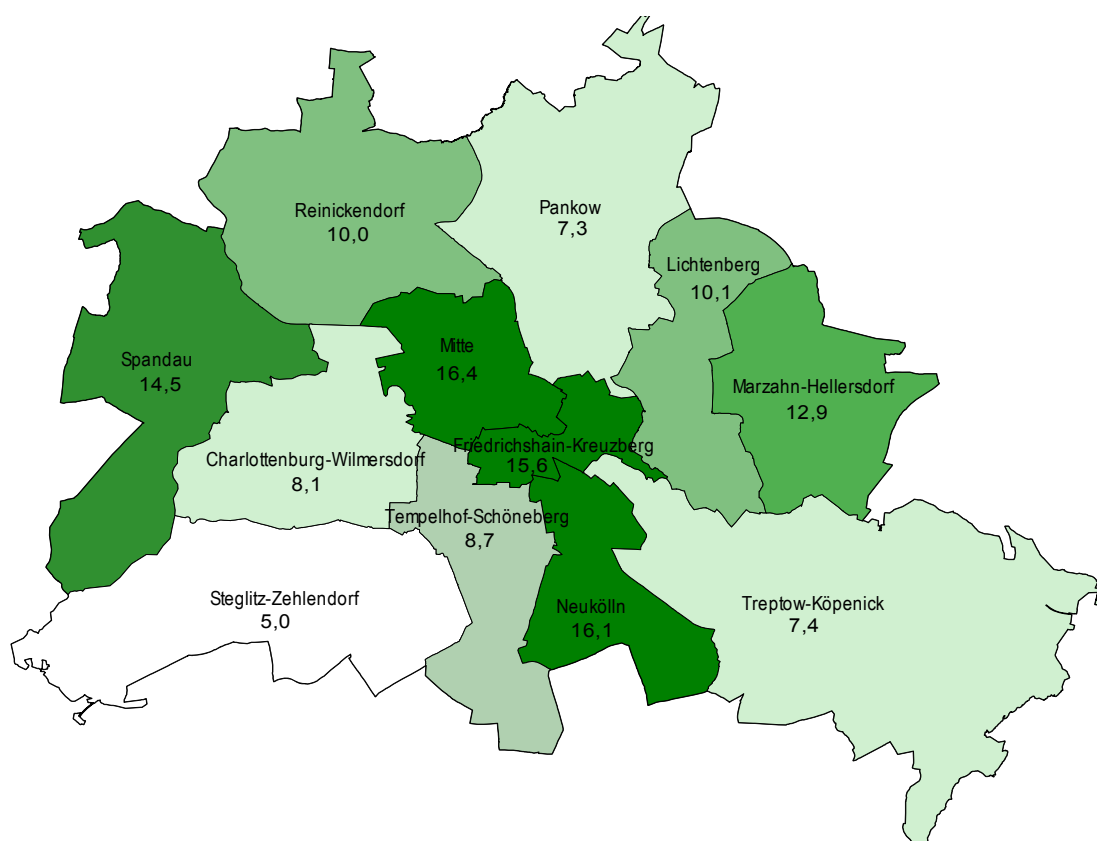 Pankow
7,3
Reinickendorf
10,0
Lichtenberg
10,1
Mitte
16,4
Spandau
14,5
Marzahn-Hellersdorf
12,9
Friedrichshain-Kreuzberg
15,6
Charlottenburg-Wilmersdorf
8,1
Tempelhof-Schöneberg
8,7
Steglitz-Zehlendorf
5,0
Neukölln
16,1
Treptow-Köpenick
7,4